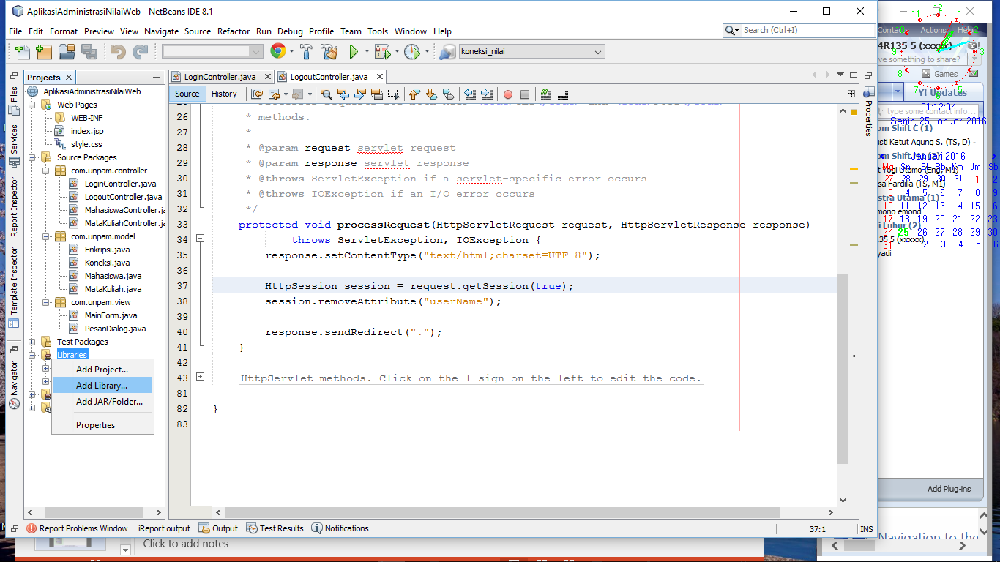 AplikasiAdministrasiNilaiWeb - NetBeans IDE 8.1
File Edit Format Preview View Navigate Source Refactor Run Debug Profile Team Tools Window Help
Search (Ctrl+I)
koneksi_nilai
Projects
Files
Services
Report Inspector
Template Inspector
Navigator
AplikasiAdministrasiNilaiWeb
Web Pages
WEB-INF
index.jsp
style.css
Source Packages
com.unpam.controller
LoginController.java
LogoutController.java
MahasiswaController.ja
MataKuliahController.ja
com.unpam.model
Enkripsi.java
Koneksi.java
Mahasiswa.java
MataKuliah.java
com.unpam.view
MainForm.java
PesanDialog.java
Test Packages
Libraries
Add Project...
Add Library...
Add JAR/Folder...
Properties
LoginController.java
LogoutController.java
Source History
26 * methods.
27 *
28 * @param request servlet request
29 * @param response servlet response
30 * @throws ServletException if a servlet-specific error occurs
31 * @throws IOException if an I/O error occurs
32 */
33 protected void processRequest(HttpServletRequest request, HttpServletResponse response)
34 throws ServletException, IOException {
35 response.setContentType("text/html;charset=UTF-8");
36
37 HttpSession session = request.getSession(true);
38 session.removeAttribute("userName");
39
40 response.sendRedirect(".");
41 }
42
43 HttpServlet methods. Click on the + sign on the left to edit the code.
81
82 }
83
Properties
Report Problems Window iReport output Output Test Results Notifications
37:1 INS
Click to add notes
Contacts Actions Help
4R135 5 (xxxxx)
ve something to share?
Games
Y! Updates
type some contact info...
12
11
1
2
3
5
6
7
8
01:12:04
Senin, 25 Januari 2016
om Shift C (1)
usti Ketut Agung S. (TS, D) -
om Shift M1 (2)
Januari 2016
t Yogi Utomo (Eng, M1)
Mg Sn Sl Rb Km Jm Sb
27 28 29 30 31 1 2
sa Fardilla (TS, M1)
3 4 5 6 7 8 9
stra Utama (1)
10 11 12 13 14 15 16
mono emond
17 18 19 20 21 22 23
i Luhur (2)
24 25 26 27 28 29 30
135 5 (xxxxx)
31 1 2 3 4 5 6
yadi
Add Plug-ins
Navigation to the